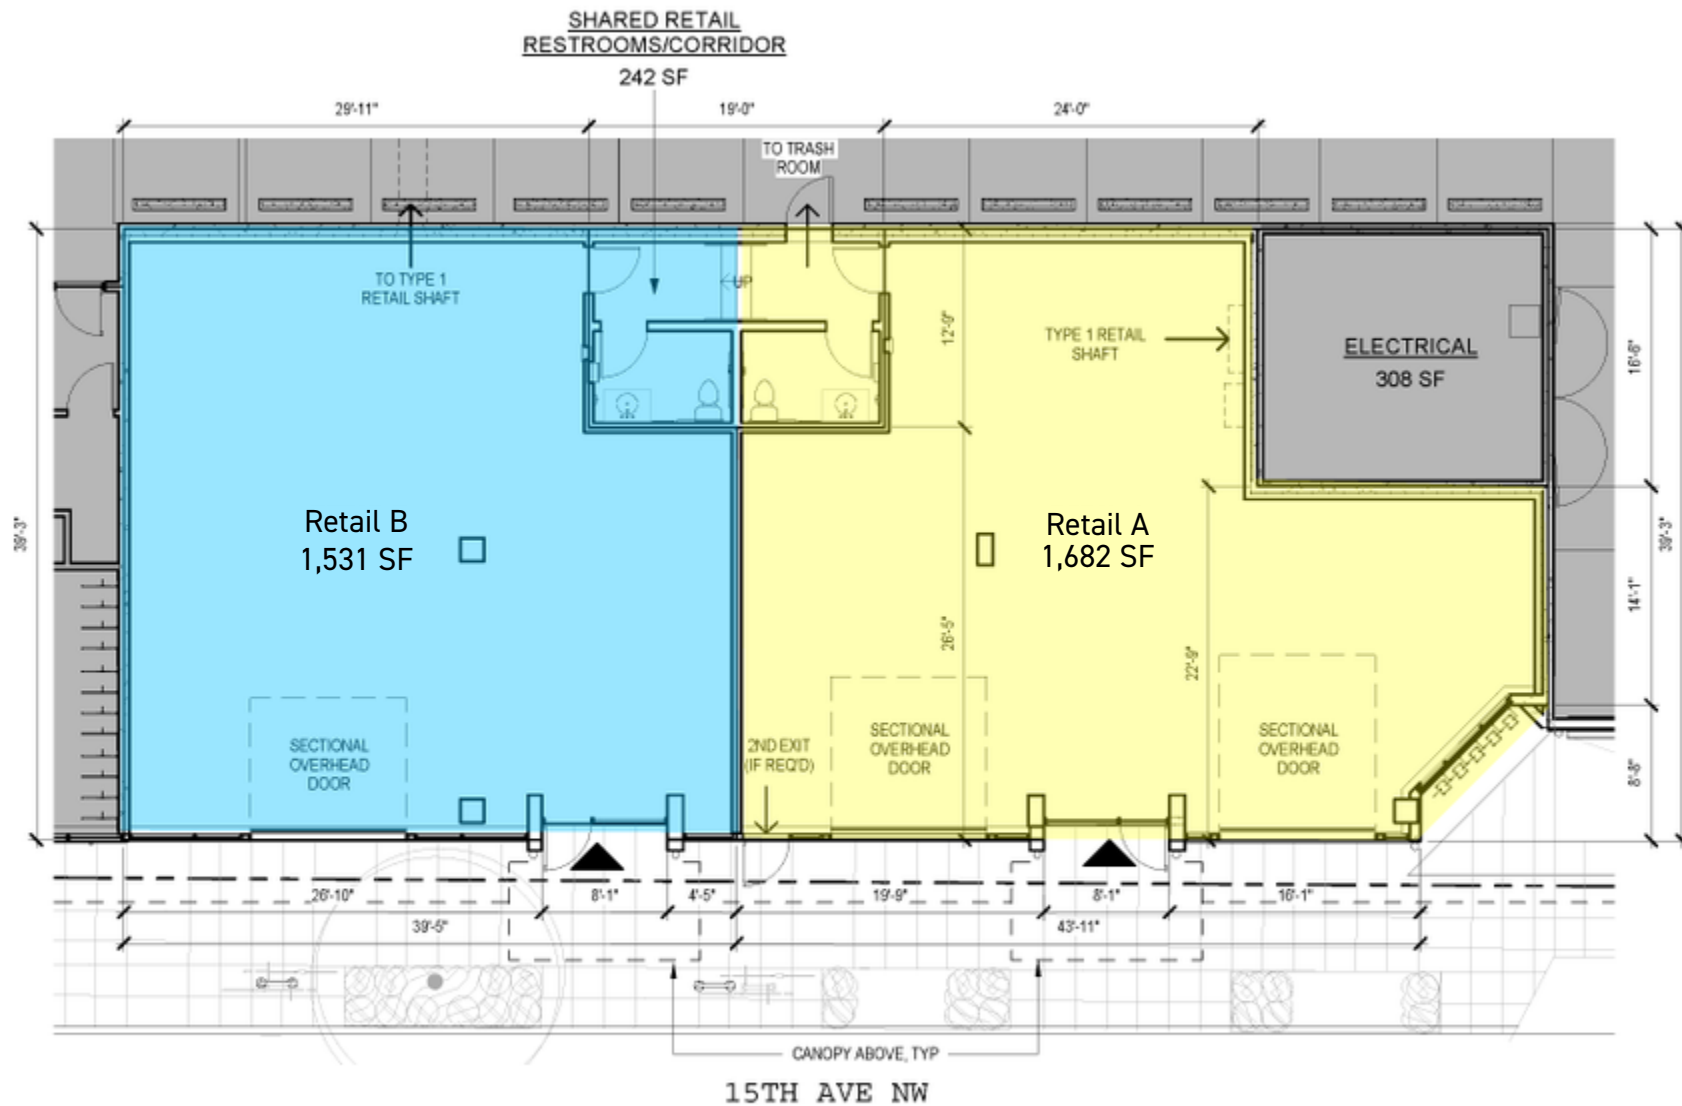 SHARED RETAIL
RESTROOMS/CORRIDOR
242 SF
29'-11"
19'-0"
24'-0"
TO TRASH
ROOM
TO TYPE 1
RETAIL SHAFT
UP
12'-9"
TYPE 1 RETAIL
SHAFT
ELECTRICAL
308 SF
16'-6"
39'-3"
Retail B
1,531 SF
Retail A
1,682 SF
39'-3"
14'-1"
26'-5"
22'-9"
SECTIONAL
OVERHEAD
DOOR
2ND EXIT
(IF REQ'D)
SECTIONAL
OVERHEAD
DOOR
SECTIONAL
OVERHEAD
DOOR
8'-8"
26'-10"
8'-1"
4'-5"
19'-9"
8'-1"
16'-1"
39'-5"
43'-11"
CANOPY ABOVE, TYP
15TH AVE NW